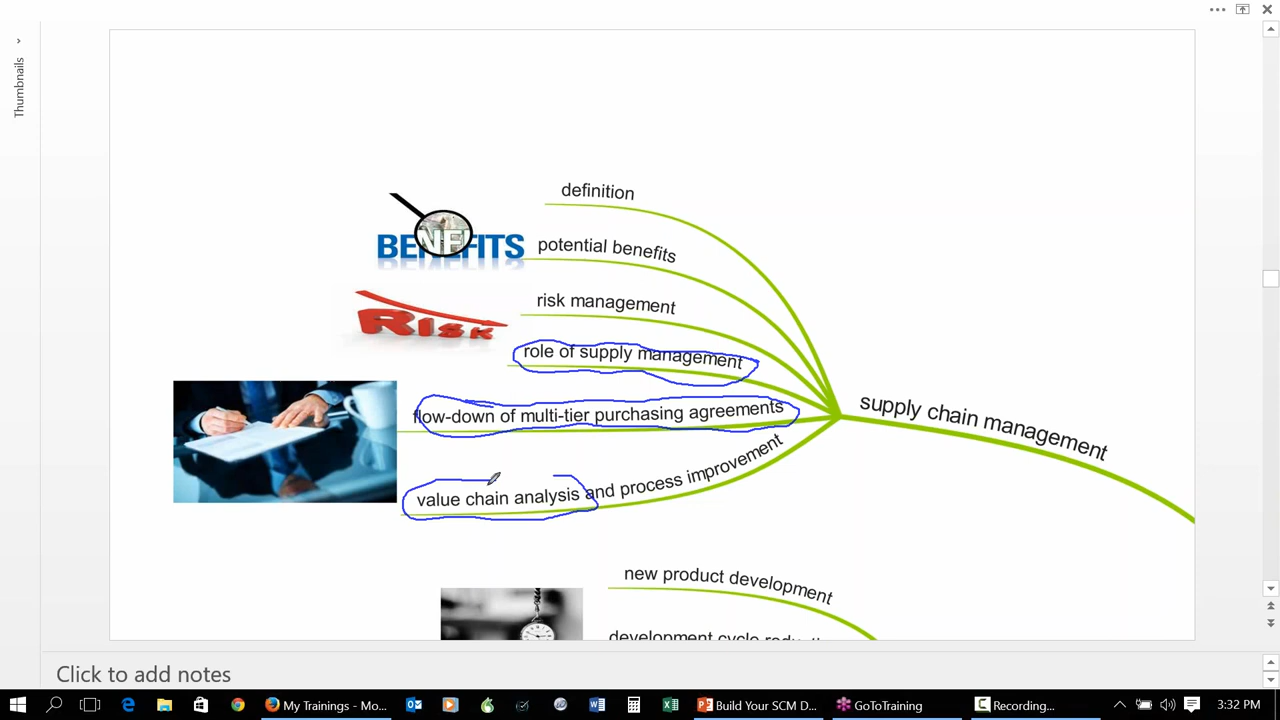 Thumbnails
definition
BENEFITS
potential benefits
risk management
RISK
role of supply management
flow-down of multi-tier purchasing agreements
supply chain management
value chain analysis and process improvement
new product development
development cycle
Click to add notes
My Trainings - Mo...
Build Your SCM D...
GoToTraining
Recording...
3:32 PM